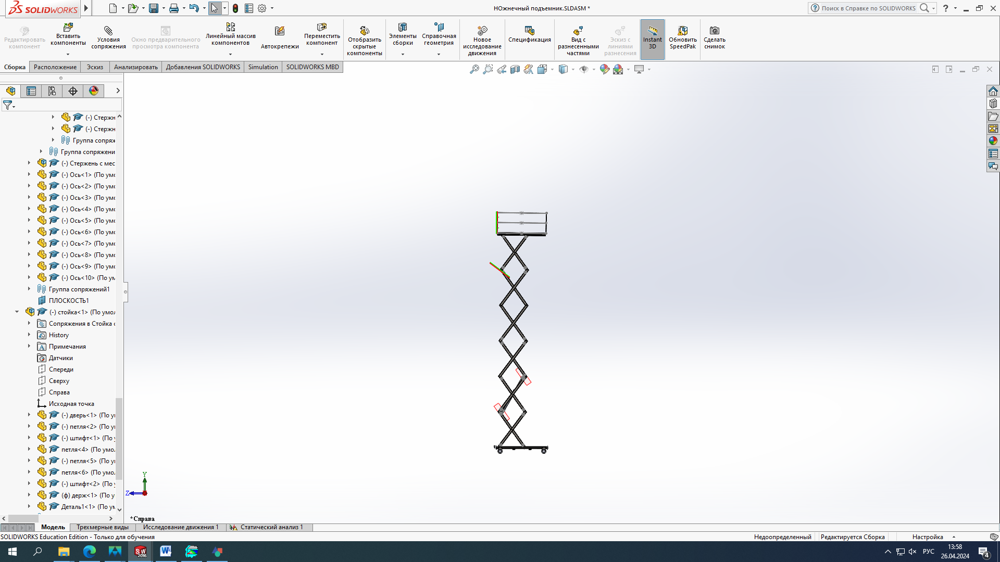 SOLIDWORKS
НОжнечный подъемник.SLDASM *
Поиск в Справке по SOLIDWORKS
Редактировать компонент
Вставить компоненты
Условия сопряжения
Окно предварительного просмотра компонента
Линейный массив компонентов
Автокрепежи
Переместить компонент
Отобразить скрытые компоненты
Элементы сборки
Справочная геометрия
Новое исследование движения
Спецификация
Вид с разнесенными частями
Эскиз с линиями разнесения
Instant 3D
Обновить SpeedPak
Сделать снимок
Сборка
Расположение
Эскиз
Анализировать
Добавления SOLIDWORKS
Simulation
SOLIDWORKS MBD
(-) Стержн
(-) Стержн
Группа сопряж
Группа сопряжени
(-) Стержень с мес
(-) Ось<1> (По умо
(-) Ось<2> (По умо
(-) Ось<3> (По умо
(-) Ось<4> (По умо
(-) Ось<5> (По умо
(-) Ось<6> (По умо
(-) Ось<7> (По умо
(-) Ось<8> (По умо
(-) Ось<9> (По умо
(-) Ось<10> (По ум
Группа сопряжений1
ПЛОСКОСТЬ1
(-) стойка<1> (По умол
Сопряжения в Стойка с
History
Примечания
Датчики
Спереди
Сверху
Справа
Исходная точка
(-) дверь<1> (По у
(-) петля<2> (По у
(-) штифт<1> (По у
петля<4> (По умо
(-) петля<5> (По у
петля<6> (По умо
(-) штифт<2> (По у
(ф) держ<1> (По у
Деталь1<1> (По ум
Y
Z
*Справа
Модель
Трехмерные виды
Исследование движения 1
Статический анализ 1
SOLIDWORKS Education Edition - Только для обучения
Недоопределенный
Редактируется Сборка
Настройка
SW 2016
W
РУС
13:58
26.04.2024
4